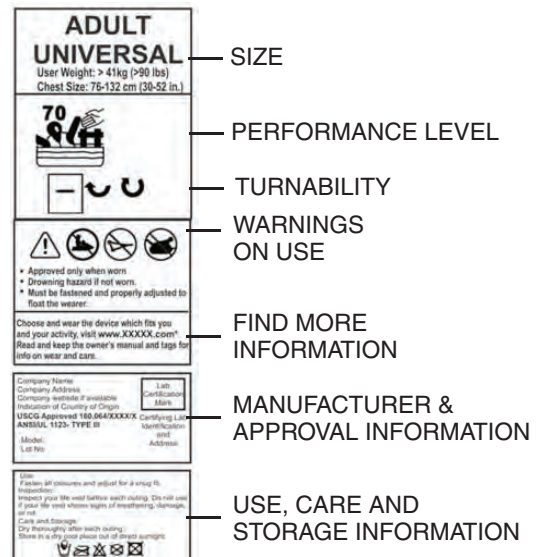 ADULT
UNIVERSAL
User Weight: > 41kg (>90 lbs)
Chest Size: 76-132 cm (30-52 in.)
SIZE
70
PERFORMANCE LEVEL
TURNABILITY
WARNINGS
ON USE
• Approved only when worn
• Drowning hazard if not worn.
• Must be fastened and properly adjusted to
float the wearer.
Choose and wear the device which fits you
and your activity, visit www.XXXXX.com*
Read and keep the owner's manual and tags for
info on wear and care.
FIND MORE
INFORMATION
Company Name
Company Address
Company website if available
Indication of Country of Origin
USCG Approved 160.064/XXXX/X
ANSI/UL 1123- TYPE III
Model:
Lot No:
Lab
Certification
Mark
Certifying Lab
Identification
and
Address
MANUFACTURER &
APPROVAL INFORMATION
Use:
Fasten all closures and adjust for a snug fit.
Inspection:
Inspect your life vest before each outing. Do not use
if your life vest shows signs of weathering, damage,
or rot.
Care and Storage:
Dry thoroughly after each outing.
Store in a dry cool place out of direct sunlight.
USE, CARE AND
STORAGE INFORMATION